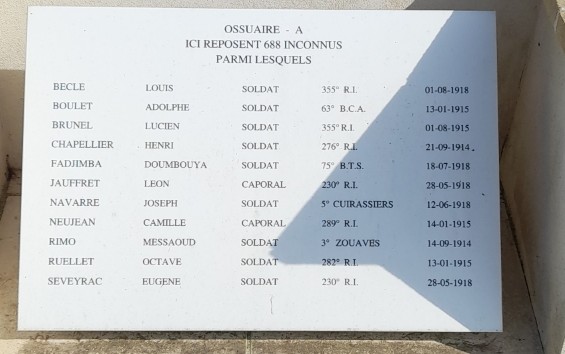 OSSUAIRE - A
ICI REPOSENT 688 INCONNUS
PARMI LESQUELS
BECLE LOUIS SOLDAT 355° R.I. 01-08-1918
BOULET ADOLPHE SOLDAT 63° B.C.A. 13-01-1915
BRUNEL LUCIEN SOLDAT 355° R.I. 01-08-1915
CHAPELLIER HENRI SOLDAT 276° R.I. 21-09-1914
FADJIMBA DOUMBOUYA SOLDAT 75° B.T.S. 18-07-1918
JAUFFRET LEON CAPORAL 230° R.I. 28-05-1918
NAVARRE JOSEPH SOLDAT 5° CUIRASSIERS 12-06-1918
NEUJEAN CAMILLE CAPORAL 289° R.I. 14-01-1915
RIMO MESSAOUD SOLDAT 3° ZOUAVES 14-09-1914
RUELLET OCTAVE SOLDAT 282° R.I. 13-01-1915
SEVEYRAC EUGENE SOLDAT 230° R.I. 28-05-1918